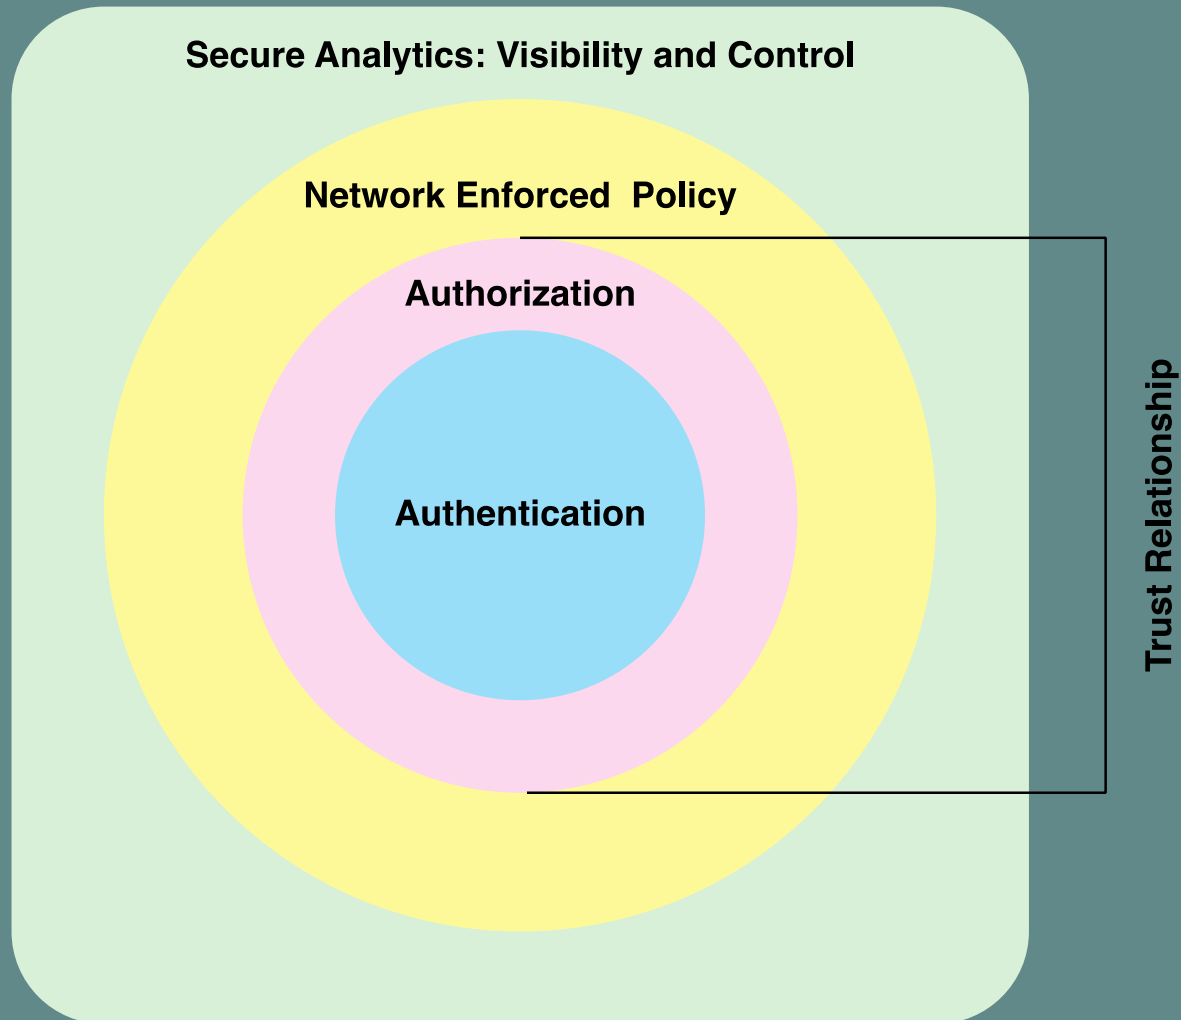 Secure Analytics: Visibility and Control
Network Enforced  Policy
Authorization
Authentication
Trust Relationship